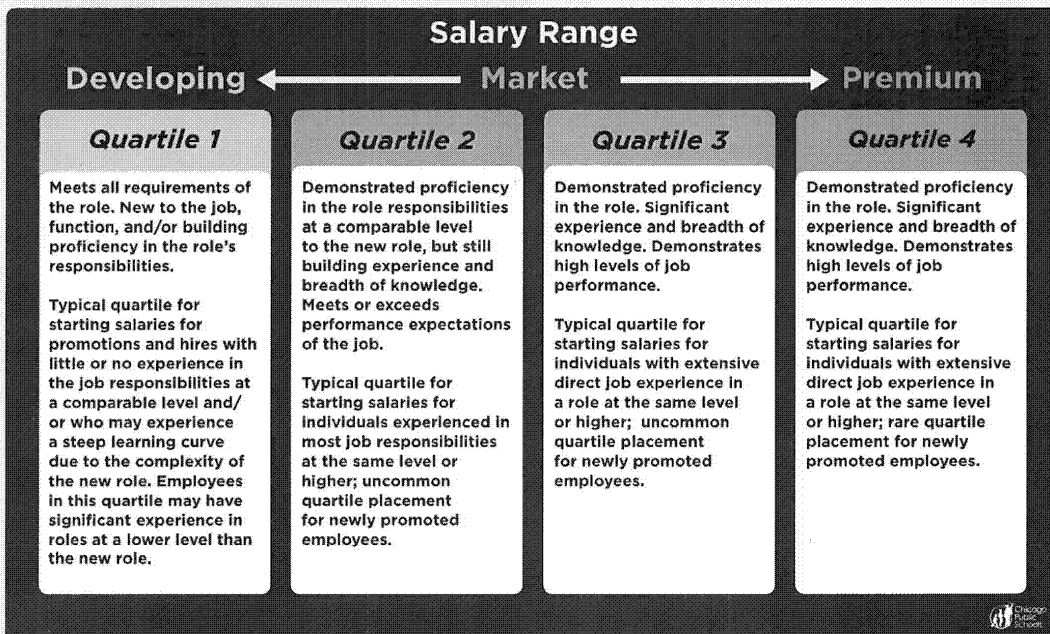 Salary Range
Developing Market Premium
Quartile 1
Meets all requirements of
the role. New to the job,
function, and/or building
proficiency in the role's
responsibilities.
Typical quartile for
starting salaries for
promotions and hires with
little or no experience in
the job responsibilities at
a comparable level and/
or who may experience
a steep learning curve
due to the complexity of
the new role. Employees
in this quartile may have
significant experience in
roles at a lower level than
the new role.
Quartile 2
Demonstrated proficiency
in the role responsibilities
at a comparable level
to the new role, but still
building experience and
breadth of knowledge.
Meets or exceeds
performance expectations
of the job.
Typical quartile for
starting salaries for
individuals experienced in
most job responsibilities
at the same level or
higher; uncommon
quartile placement
for newly promoted
employees.
Quartile 3
Demonstrated proficiency
in the role. Significant
experience and breadth of
knowledge. Demonstrates
high levels of job
performance.
Typical quartile for
starting salaries for
individuals with extensive
direct job experience in
a role at the same level
or higher; uncommon
quartile placement
for newly promoted
employees.
Quartile 4
Demonstrated proficiency
in the role. Significant
experience and breadth of
knowledge. Demonstrates
high levels of job
performance.
Typical quartile for
starting salaries for
individuals with extensive
direct job experience in
a role at the same level
or higher; rare quartile
placement for newly
promoted employees.
Chicago
Public
Schools